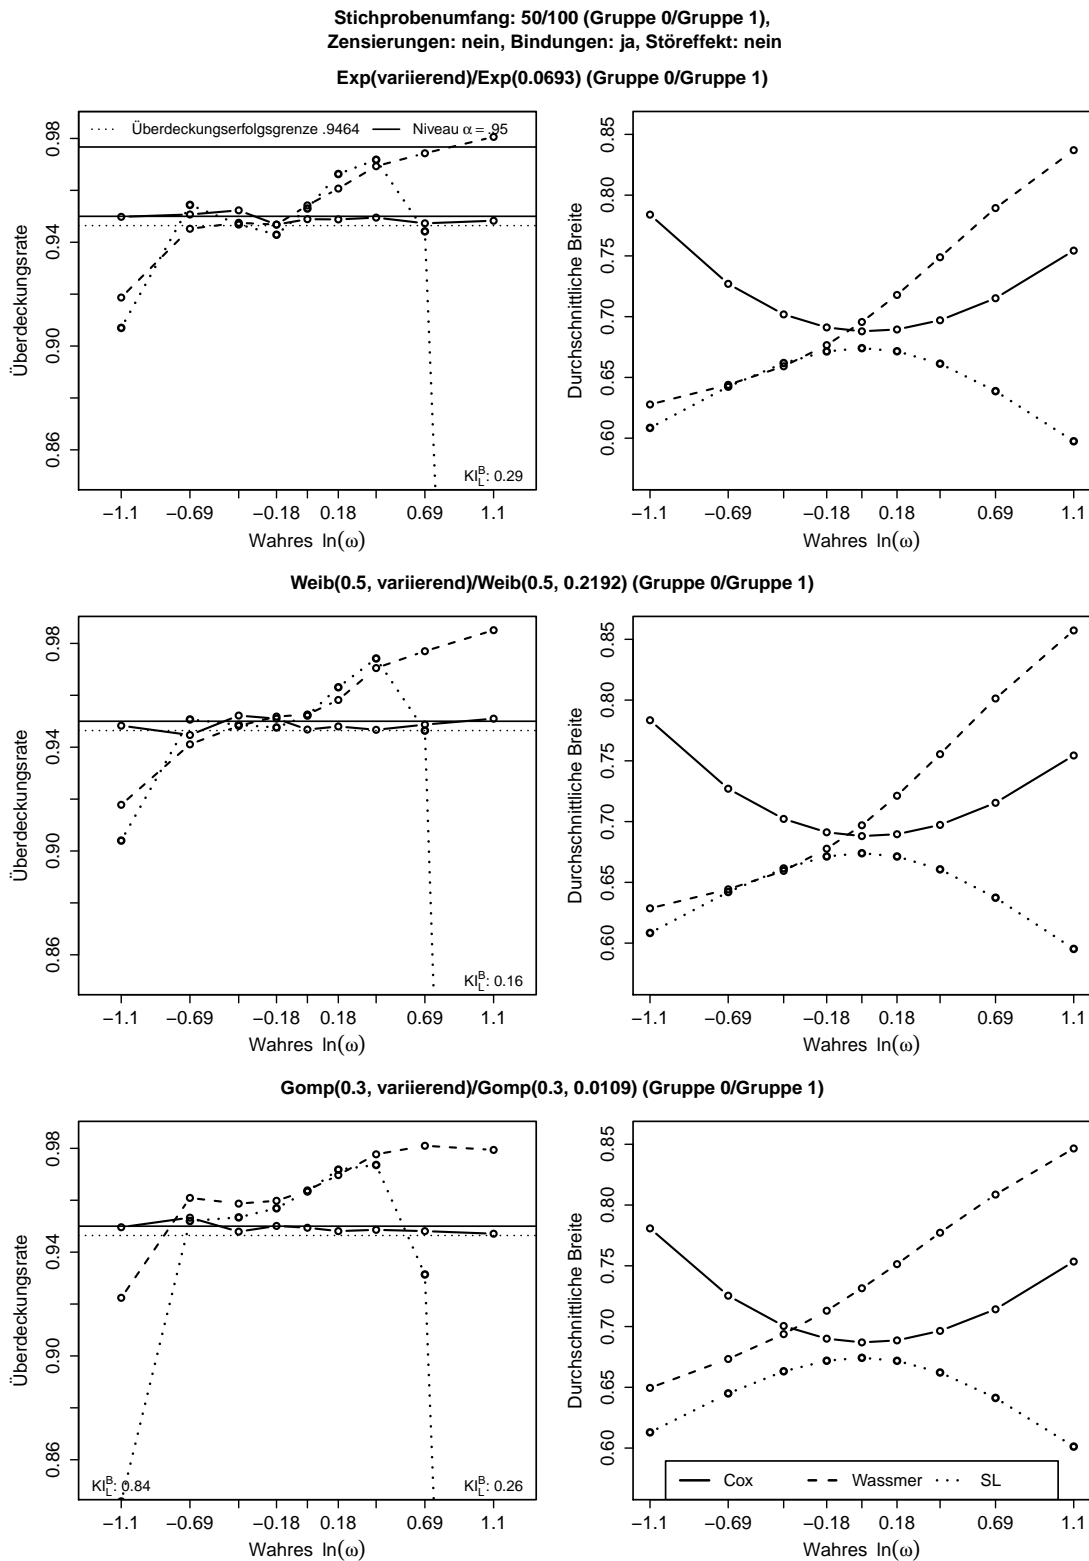 Stichprobenumfang: 50/100 (Gruppe 0/Gruppe 1),
Zensierungen: nein, Bindungen: ja, Störeffekt: nein
Exp(variierend)/Exp(0.0693) (Gruppe 0/Gruppe 1)
Überdeckungserfolgsgrenze .9464 Niveau α = .95
Überdeckungsrate
0.98
0.94
0.90
0.86
KI_L^B: 0.29
−1.1 −0.69 −0.18 0.18 0.69 1.1
Wahres ln(ω)
Durchschnittliche Breite
0.85
0.80
0.75
0.70
0.65
0.60
−1.1 −0.69 −0.18 0.18 0.69 1.1
Wahres ln(ω)
Weib(0.5, variierend)/Weib(0.5, 0.2192) (Gruppe 0/Gruppe 1)
Überdeckungsrate
0.98
0.94
0.90
0.86
KI_L^B: 0.16
−1.1 −0.69 −0.18 0.18 0.69 1.1
Wahres ln(ω)
Durchschnittliche Breite
0.85
0.80
0.75
0.70
0.65
0.60
−1.1 −0.69 −0.18 0.18 0.69 1.1
Wahres ln(ω)
Gomp(0.3, variierend)/Gomp(0.3, 0.0109) (Gruppe 0/Gruppe 1)
Überdeckungsrate
0.98
0.94
0.90
0.86
KI_L^B: 0.84 KI_L^B: 0.26
−1.1 −0.69 −0.18 0.18 0.69 1.1
Wahres ln(ω)
Durchschnittliche Breite
0.85
0.80
0.75
0.70
0.65
0.60
Cox Wassmer SL
−1.1 −0.69 −0.18 0.18 0.69 1.1
Wahres ln(ω)